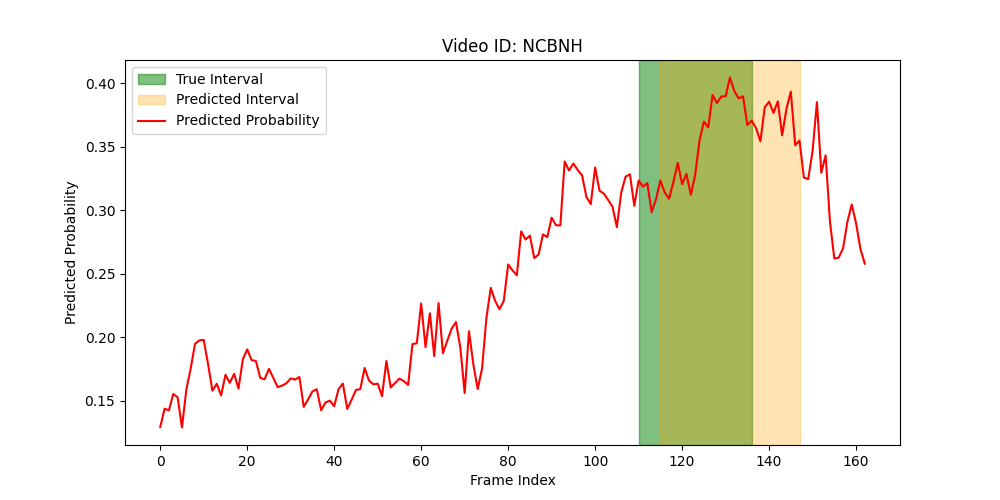 Video ID: NCBNH
True Interval
Predicted Interval
Predicted Probability
0.40
0.35
0.30
0.25
0.20
0.15
Predicted Probability
0 20 40 60 80 100 120 140 160
Frame Index